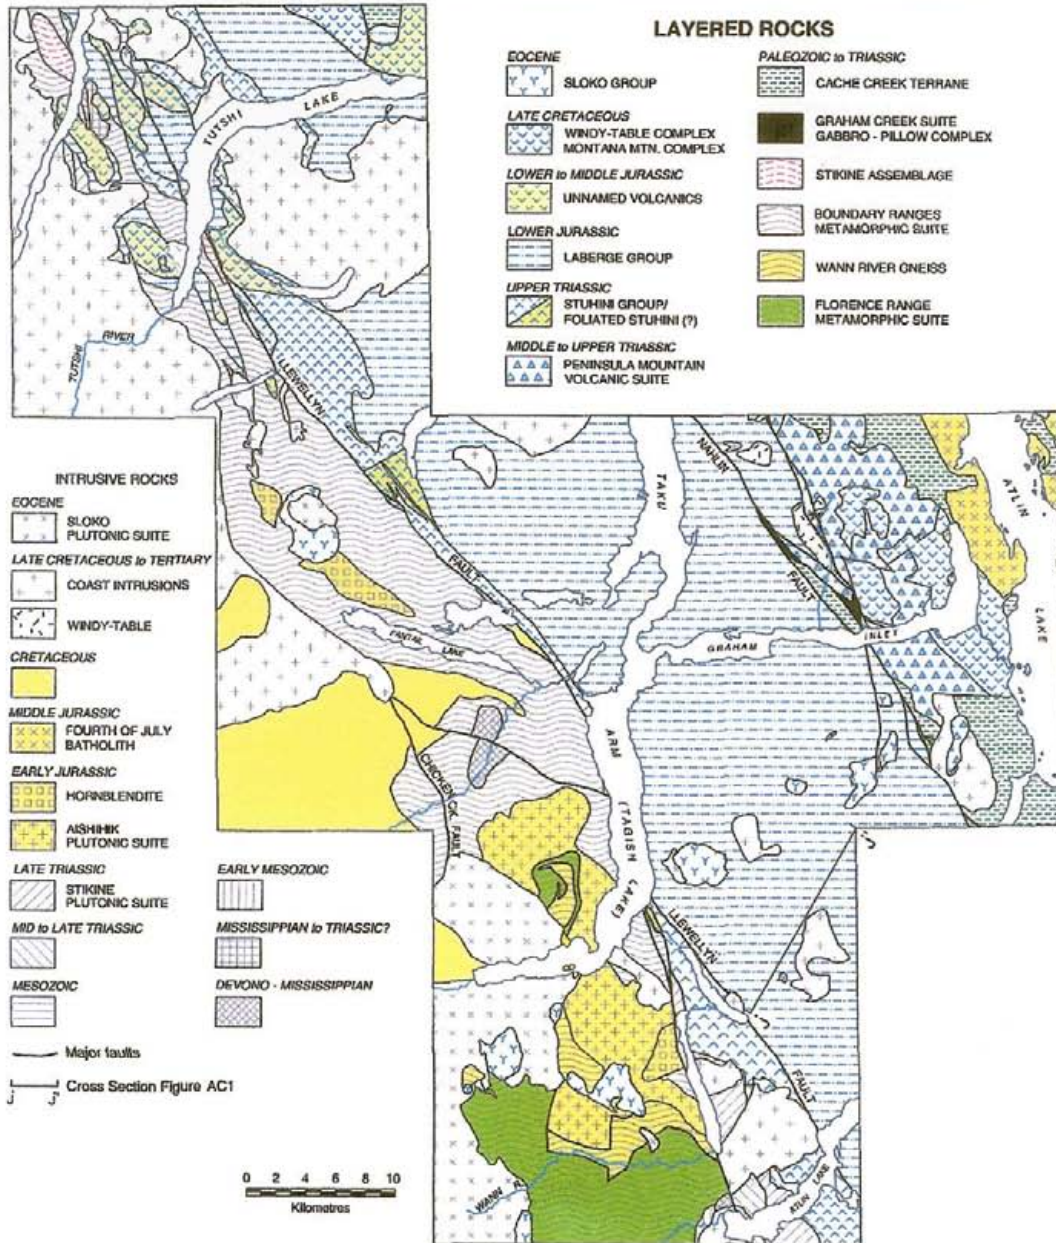 LAYERED ROCKS
EOCENE
SLOKO GROUP
LATE CRETACEOUS
WINDY-TABLE COMPLEX
MONTANA MTN. COMPLEX
LOWER to MIDDLE JURASSIC
UNNAMED VOLCANICS
LOWER JURASSIC
LABERGE GROUP
UPPER TRIASSIC
STUHINI GROUP/
FOLIATED STUHINI (?)
MIDDLE to UPPER TRIASSIC
PENINSULA MOUNTAIN
VOLCANIC SUITE
PALEOZOIC to TRIASSIC
CACHE CREEK TERRANE
GRAHAM CREEK SUITE
GABBRO - PILLOW COMPLEX
STIKINE ASSEMBLAGE
BOUNDARY RANGES
METAMORPHIC SUITE
WANN RIVER GNEISS
FLORENCE RANGE
METAMORPHIC SUITE
TUTSHI LAKE
TUTSHI RIVER
LLEWELLYN
FAULT
TAKU
ARM
(TAGISH LAKE)
NAHLIN
FAULT
ATLIN
LAKE
GRAHAM INLET
FANTAIL
LAKE
CHICKEN CK. FAULT
LLEWELLYN
FAULT
WANN R.
ATLIN LAKE
INTRUSIVE ROCKS
EOCENE
SLOKO
PLUTONIC SUITE
LATE CRETACEOUS to TERTIARY
COAST INTRUSIONS
WINDY-TABLE
CRETACEOUS
MIDDLE JURASSIC
FOURTH OF JULY
BATHOLITH
EARLY JURASSIC
HORNBLENDITE
AISHIHIK
PLUTONIC SUITE
LATE TRIASSIC
STIKINE
PLUTONIC SUITE
MID to LATE TRIASSIC
MESOZOIC
EARLY MESOZOIC
MISSISSIPPIAN to TRIASSIC?
DEVONO - MISSISSIPPIAN
Major faults
Cross Section Figure AC1
0 2 4 6 8 10
Kilometres